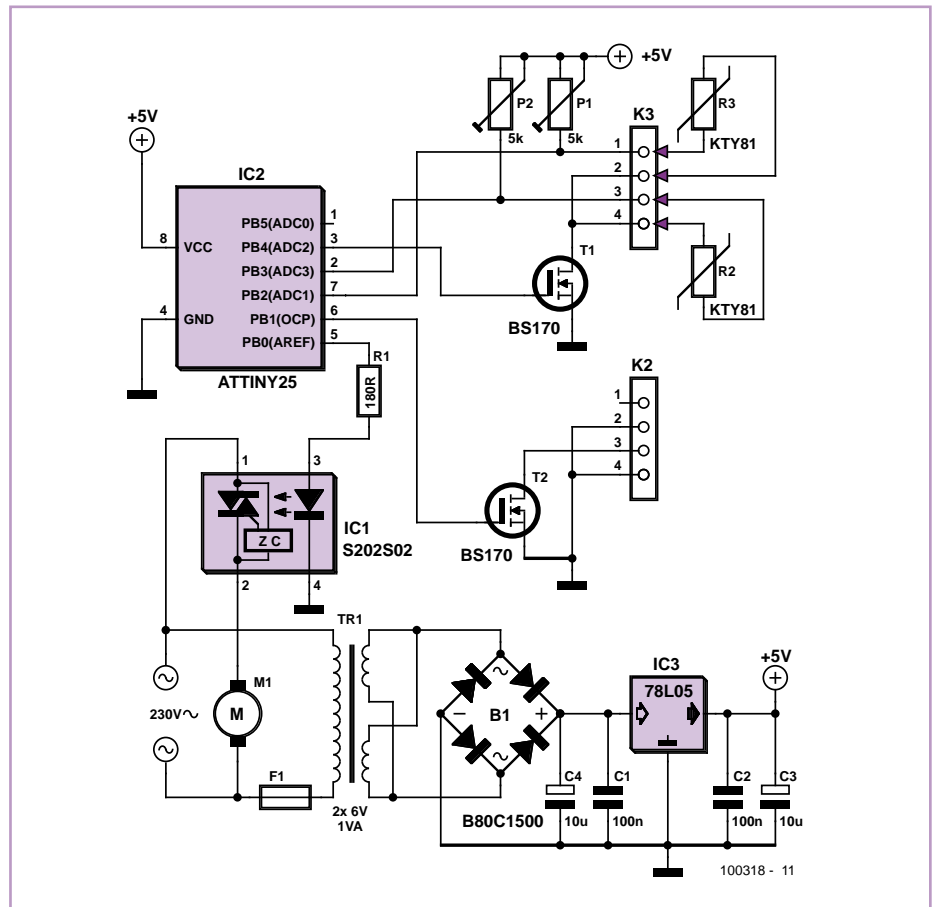 +5V
P2
5k
P1
5k
K3
1
2
3
4
R3
KTY81
R2
KTY81
+5V
IC2
8
VCC
4
GND
PB5(ADC0)
1
PB4(ADC2)
3
PB3(ADC3)
2
PB2(ADC1)
7
PB1(OCP)
6
PB0(AREF)
5
ATTINY25
T1
BS170
R1
180R
K2
1
2
3
4
T2
BS170
1
3
Z C
IC1
S202S02
2
4
TR1
M1
M
230V~
F1
2x 6V
1VA
B1
~
~
–
+
B80C1500
IC3
78L05
+5V
C4
10u
C1
100n
C2
100n
C3
10u
100318 - 11